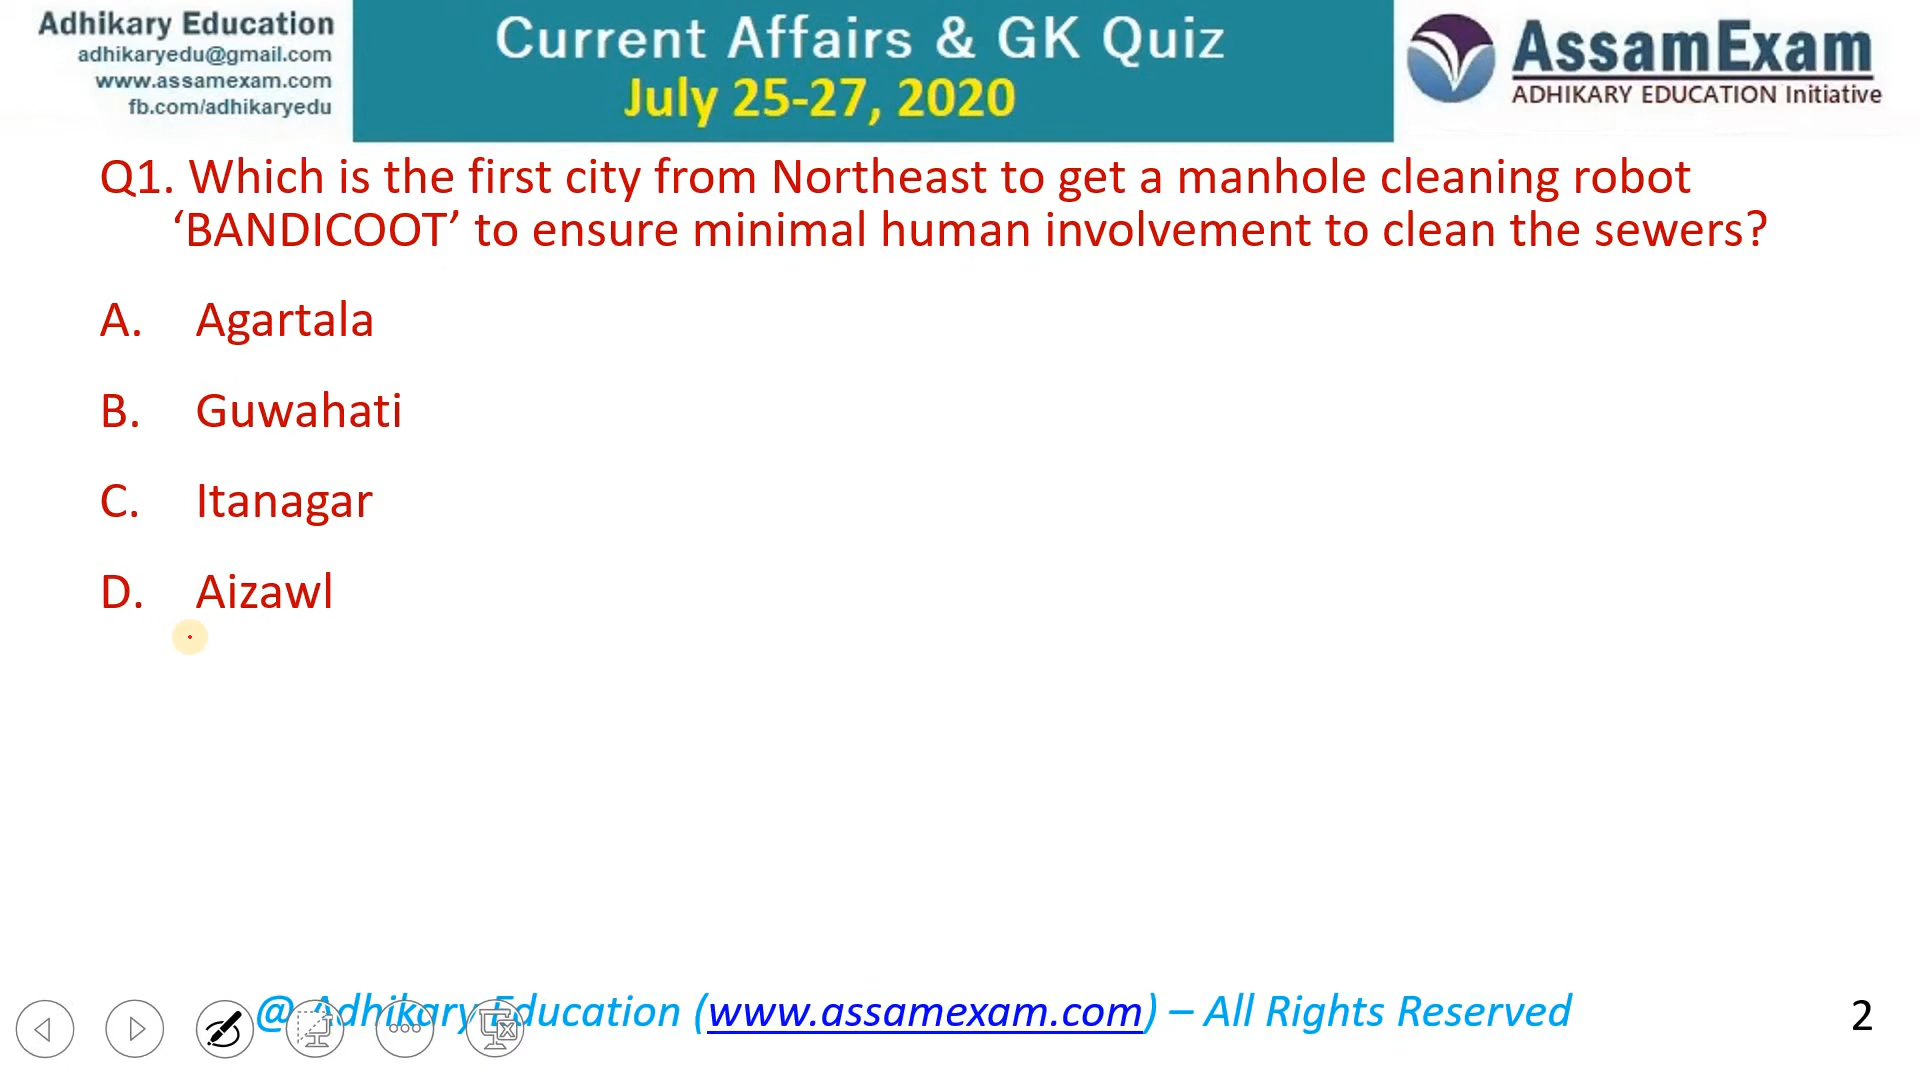 Adhikary Education
adhikaryedu@gmail.com
www.assamexam.com
fb.com/adhikaryedu
Current Affairs & GK Quiz
July 25-27, 2020
AssamExam
ADHIKARY EDUCATION Initiative
Q1. Which is the first city from Northeast to get a manhole cleaning robot
‘BANDICOOT’ to ensure minimal human involvement to clean the sewers?
A. Agartala
B. Guwahati
C. Itanagar
D. Aizawl
@ Adhikary Education (www.assamexam.com) – All Rights Reserved
2